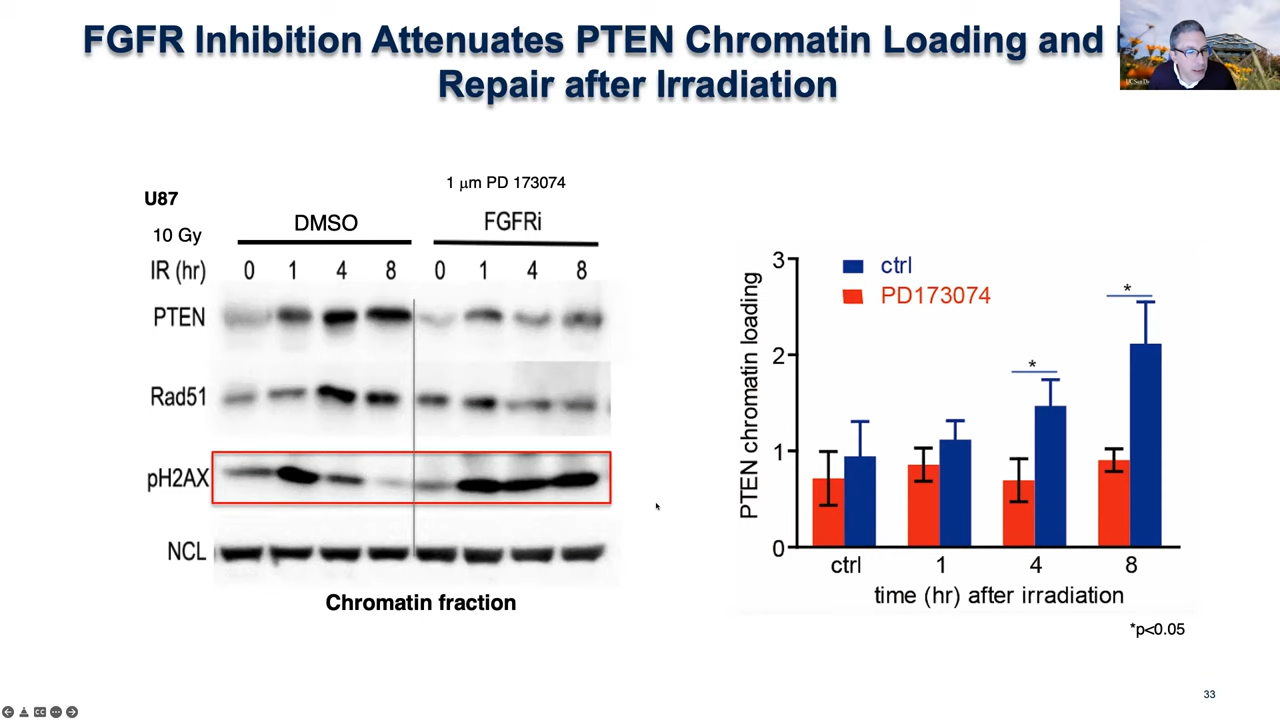 FGFR Inhibition Attenuates PTEN Chromatin Loading and
Repair after Irradiation
U87
10 Gy
1 μm PD 173074
DMSO
FGFRi
IR (hr) 0 1 4 8 0 1 4 8
PTEN
Rad51
pH2AX
NCL
Chromatin fraction
ctrl
PD173074
PTEN chromatin loading
3
2
1
0
*
*
ctrl 1 4 8
time (hr) after irradiation
*p<0.05
33